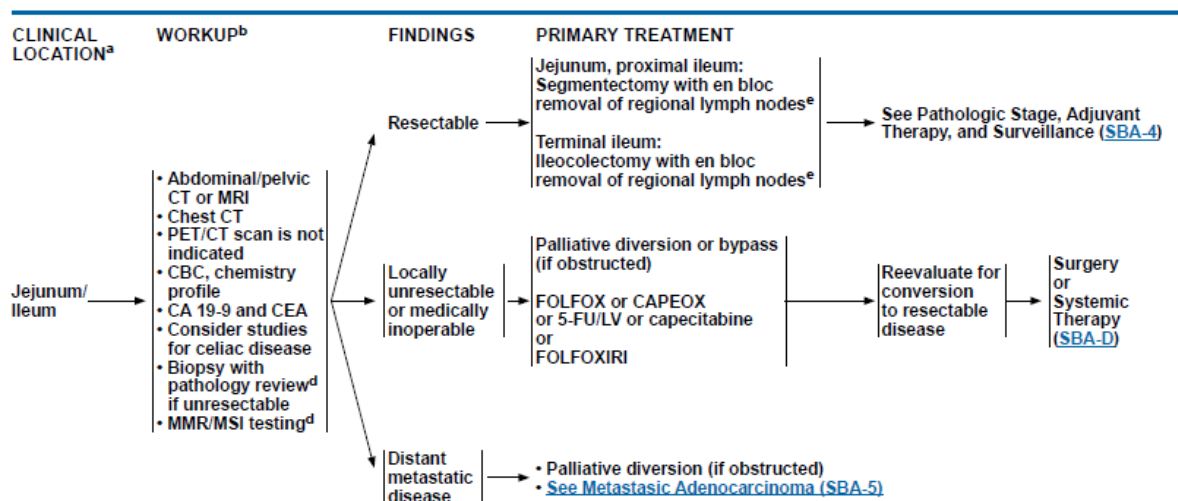 CLINICAL
LOCATIONa
WORKUPb
FINDINGS
PRIMARY TREATMENT
Jejunum/
Ileum
• Abdominal/pelvic
CT or MRI
• Chest CT
• PET/CT scan is not
indicated
• CBC, chemistry
profile
• CA 19-9 and CEA
• Consider studies
for celiac disease
• Biopsy with
pathology reviewd
if unresectable
• MMR/MSI testingd
Resectable
Jejunum, proximal ileum:
Segmentectomy with en bloc
removal of regional lymph nodese
Terminal ileum:
Ileocolectomy with en bloc
removal of regional lymph nodese
See Pathologic Stage, Adjuvant
Therapy, and Surveillance (SBA-4)
Locally
unresectable
or medically
inoperable
Palliative diversion or bypass
(if obstructed)
FOLFOX or CAPEOX
or 5-FU/LV or capecitabine
or
FOLFOXIRI
Reevaluate for
conversion
to resectable
disease
Surgery
or
Systemic
Therapy
(SBA-D)
Distant
metastatic
disease
• Palliative diversion (if obstructed)
• See Metastasic Adenocarcinoma (SBA-5)